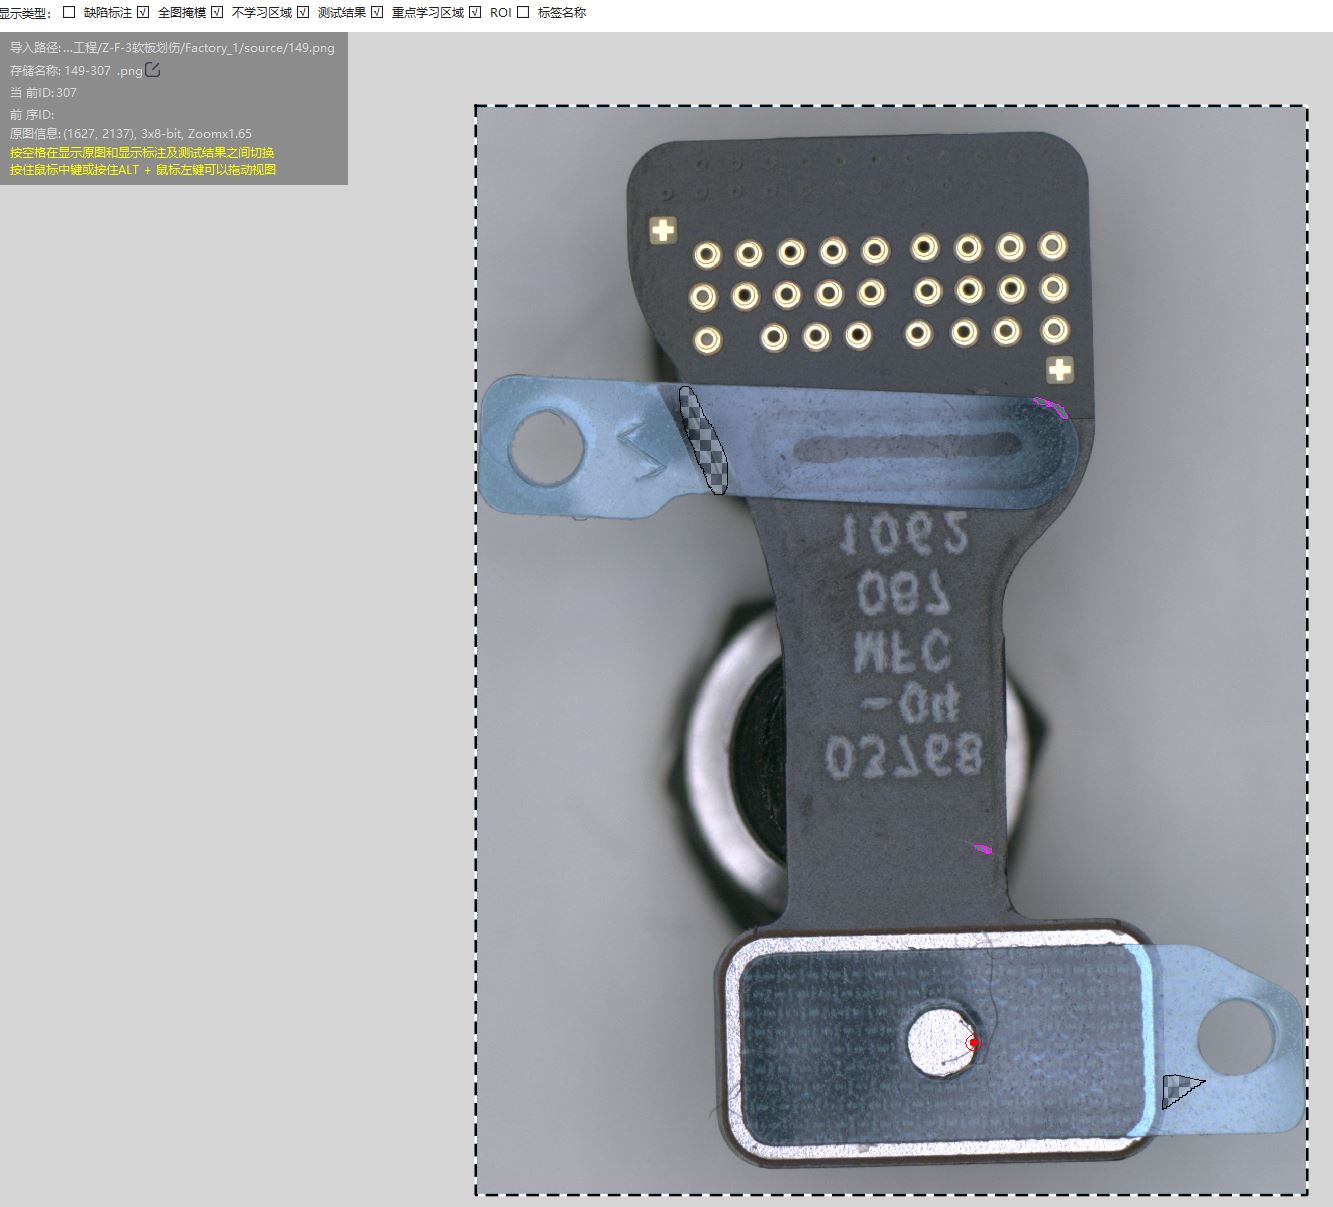 显示类型: 缺陷标注 全图掩模 不学习区域 测试结果 重点学习区域 ROI 标签名称
导入路径: ...工程/Z-F-3软板划伤/Factory_1/source/149.png
存储名称: 149-307 .png
当 前ID: 307
前 序ID:
原图信息: (1627, 2137), 3x8-bit, Zoomx1.65
按空格在显示原图和显示标注及测试结果之间切换
按住鼠标中键或按住ALT + 鼠标左键可以拖动视图
1062
087
MFC
-04
03768